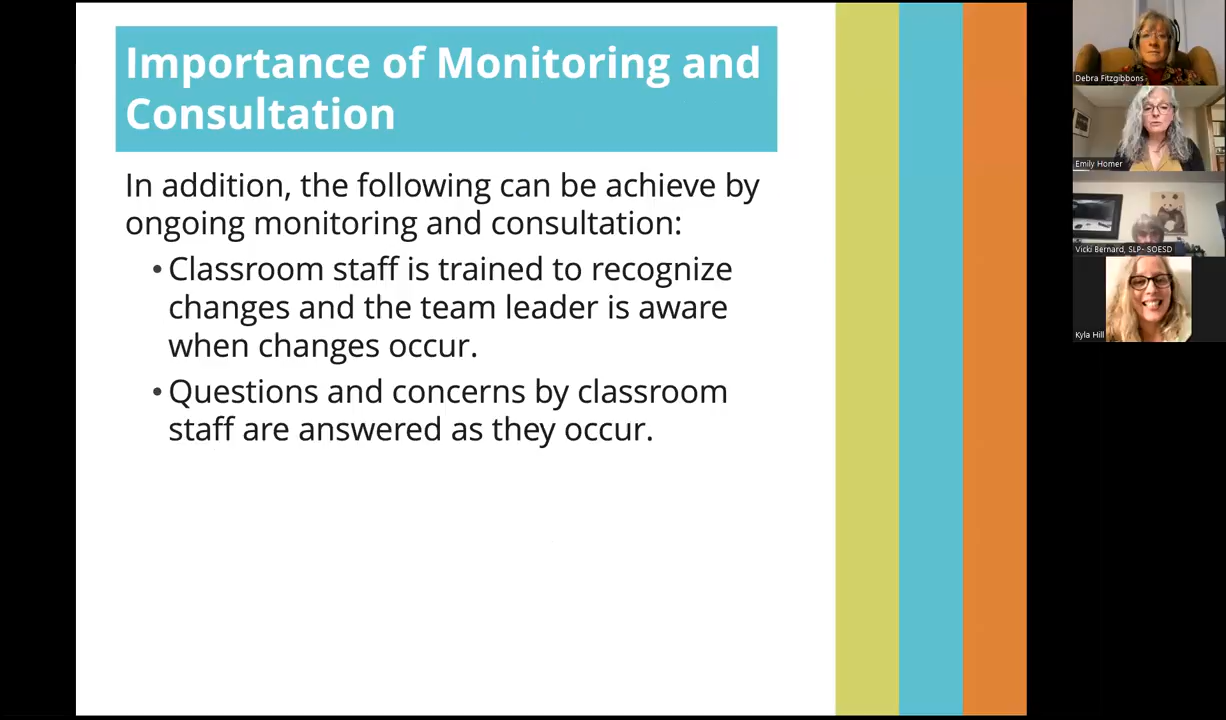 Importance of Monitoring and
Consultation
In addition, the following can be achieve by
ongoing monitoring and consultation:
• Classroom staff is trained to recognize
changes and the team leader is aware
when changes occur.
• Questions and concerns by classroom
staff are answered as they occur.
Debra Fitzgibbons
Emily Homer
Vicki Bernard, SLP- SOESD
Kyla Hill